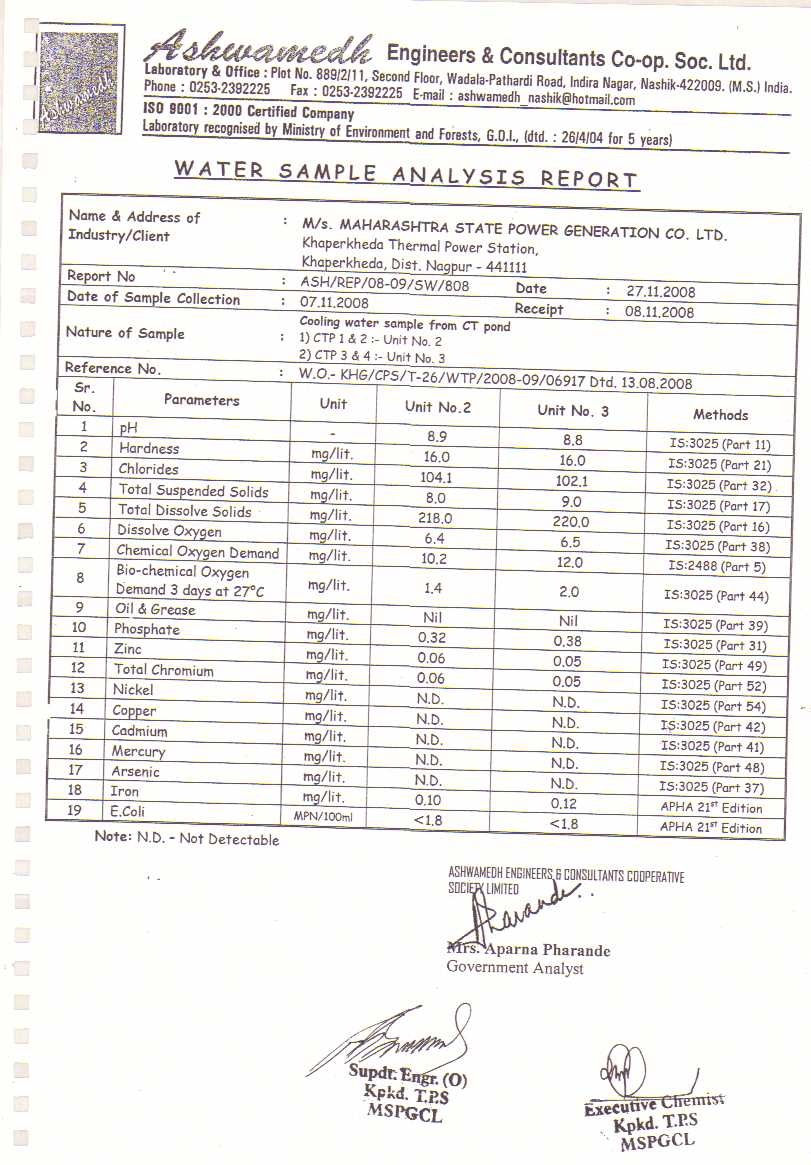 Ashwamedh Engineers & Consultants Co-op. Soc. Ltd.
Laboratory & Office : Plot No. 889/2/11, Second Floor, Wadala-Pathardi Road, Indira Nagar, Nashik-422009. (M.S.) India.
Phone : 0253-2392225 Fax : 0253-2392225 E-mail : ashwamedh_nashik@hotmail.com
ISO 9001 : 2000 Certified Company
Laboratory recognised by Ministry of Environment and Forests, G.O.I., (dtd. : 26/4/04 for 5 years)
Ashwamedh
WATER SAMPLE ANALYSIS REPORT
Name & Address of Industry/Client : M/s. MAHARASHTRA STATE POWER GENERATION CO. LTD.
Khaperkheda Thermal Power Station,
Khaperkheda, Dist. Nagpur - 441111
Report No : ASH/REP/08-09/SW/808 Date : 27.11.2008
Date of Sample Collection : 07.11.2008 Receipt : 08.11.2008
Nature of Sample : Cooling water sample from CT pond
1) CTP 1 & 2 :- Unit No. 2
2) CTP 3 & 4 :- Unit No. 3
Reference No. : W.O.- KHG/CPS/T-26/WTP/2008-09/06917 Dtd. 13.08.2008
Sr. No. Parameters Unit Unit No.2 Unit No. 3 Methods
1 pH - 8.9 8.8 IS:3025 (Part 11)
2 Hardness mg/lit. 16.0 16.0 IS:3025 (Part 21)
3 Chlorides mg/lit. 104.1 102.1 IS:3025 (Part 32)
4 Total Suspended Solids mg/lit. 8.0 9.0 IS:3025 (Part 17)
5 Total Dissolve Solids mg/lit. 218.0 220.0 IS:3025 (Part 16)
6 Dissolve Oxygen mg/lit. 6.4 6.5 IS:3025 (Part 38)
7 Chemical Oxygen Demand mg/lit. 10.2 12.0 IS:2488 (Part 5)
8 Bio-chemical Oxygen Demand 3 days at 27°C mg/lit. 1.4 2.0 IS:3025 (Part 44)
9 Oil & Grease mg/lit. Nil Nil IS:3025 (Part 39)
10 Phosphate mg/lit. 0.32 0.38 IS:3025 (Part 31)
11 Zinc mg/lit. 0.06 0.05 IS:3025 (Part 49)
12 Total Chromium mg/lit. 0.06 0.05 IS:3025 (Part 52)
13 Nickel mg/lit. N.D. N.D. IS:3025 (Part 54)
14 Copper mg/lit. N.D. N.D. IS:3025 (Part 42)
15 Cadmium mg/lit. N.D. N.D. IS:3025 (Part 41)
16 Mercury mg/lit. N.D. N.D. IS:3025 (Part 48)
17 Arsenic mg/lit. N.D. N.D. IS:3025 (Part 37)
18 Iron mg/lit. 0.10 0.12 APHA 21st Edition
19 E.Coli MPN/100ml <1.8 <1.8 APHA 21st Edition
Note: N.D. - Not Detectable
ASHWAMEDH ENGINEERS & CONSULTANTS COOPERATIVE
SOCIETY LIMITED
Pharande
Mrs. Aparna Pharande
Government Analyst
Supdt. Engr. (O)
Kpkd. T.P.S
MSPGCL
Executive Chemist
Kpkd. T.P.S
MSPGCL